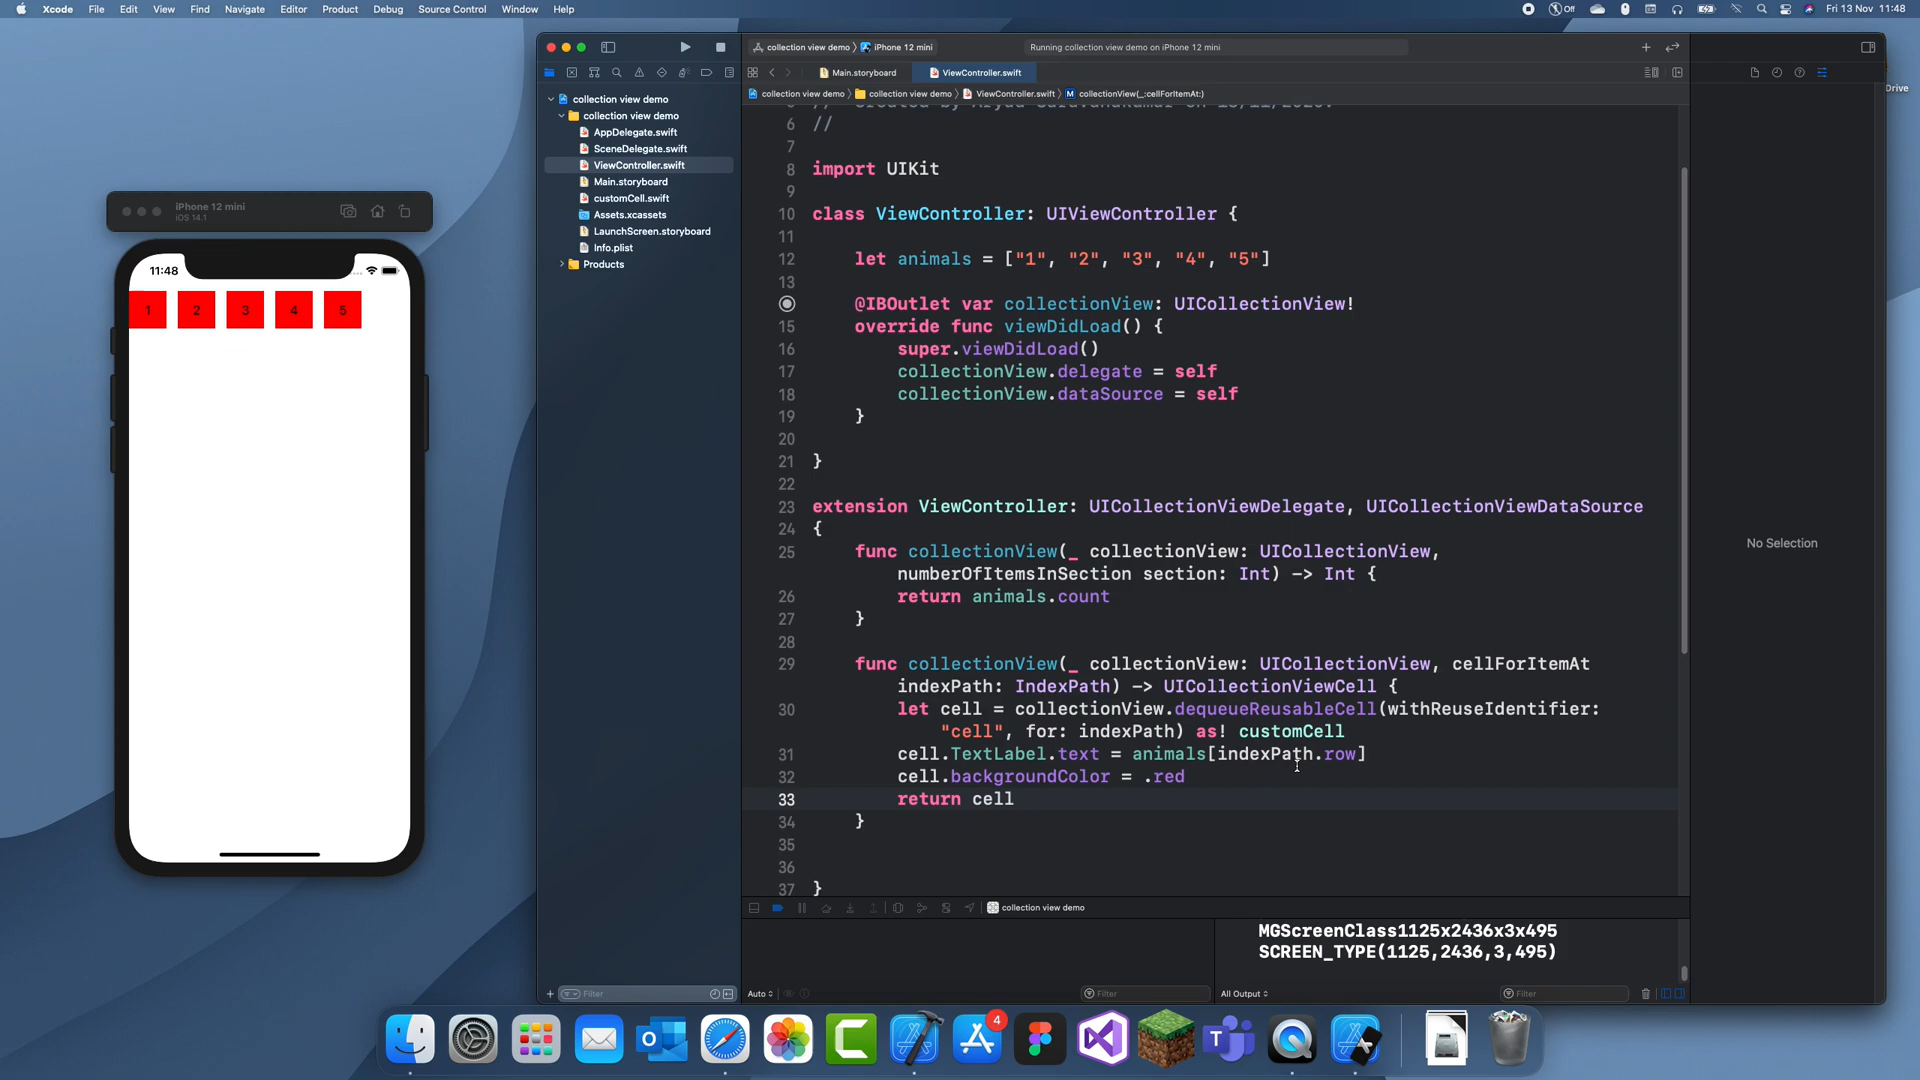 Xcode File Edit View Find Navigate Editor Product Debug Source Control Window Help
Off
Fri 13 Nov 11:48
collection view demo iPhone 12 mini
Running collection view demo on iPhone 12 mini
Main.storyboard
ViewController.swift
collection view demo collection view demo ViewController.swift M collectionView(_:cellForItemAt:)
Drive
collection view demo
collection view demo
AppDelegate.swift
SceneDelegate.swift
ViewController.swift
Main.storyboard
customCell.swift
Assets.xcassets
LaunchScreen.storyboard
Info.plist
Products
iPhone 12 mini
iOS 14.1
11:48
1 2 3 4 5
6 //
7
8 import UIKit
9
10 class ViewController: UIViewController {
11
12 let animals = ["1", "2", "3", "4", "5"]
13
@IBOutlet var collectionView: UICollectionView!
15 override func viewDidLoad() {
16 super.viewDidLoad()
17 collectionView.delegate = self
18 collectionView.dataSource = self
19 }
20
21 }
22
23 extension ViewController: UICollectionViewDelegate, UICollectionViewDataSource
24 {
25 func collectionView(_ collectionView: UICollectionView,
numberOfItemsInSection section: Int) -> Int {
26 return animals.count
27 }
28
29 func collectionView(_ collectionView: UICollectionView, cellForItemAt
indexPath: IndexPath) -> UICollectionViewCell {
30 let cell = collectionView.dequeueReusableCell(withReuseIdentifier:
"cell", for: indexPath) as! customCell
31 cell.TextLabel.text = animals[indexPath.row]
32 cell.backgroundColor = .red
33 return cell
34 }
35
36
37 }
No Selection
collection view demo
MGScreenClass1125x2436x3x495
SCREEN_TYPE(1125,2436,3,495)
Filter
Auto
Filter
All Output
Filter
4